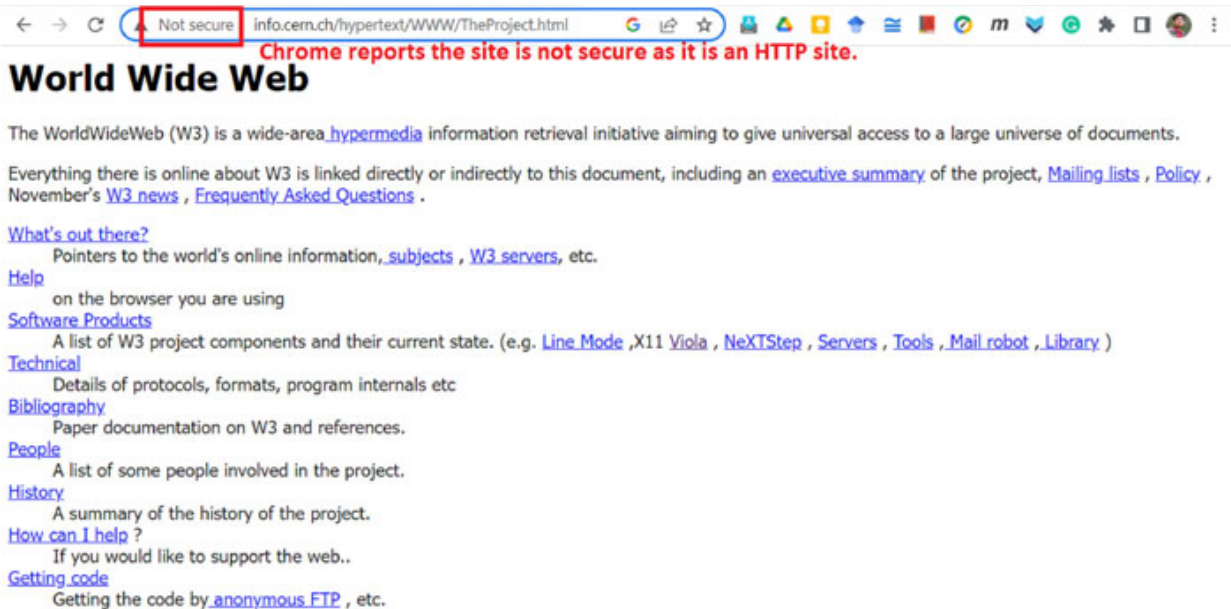 Not secure info.cern.ch/hypertext/WWW/TheProject.html
Chrome reports the site is not secure as it is an HTTP site.
World Wide Web
The WorldWideWeb (W3) is a wide-area hypermedia information retrieval initiative aiming to give universal access to a large universe of documents.
Everything there is online about W3 is linked directly or indirectly to this document, including an executive summary of the project, Mailing lists , Policy ,
November's W3 news , Frequently Asked Questions .
What's out there?
Pointers to the world's online information, subjects , W3 servers, etc.
Help
on the browser you are using
Software Products
A list of W3 project components and their current state. (e.g. Line Mode ,X11 Viola , NeXTStep , Servers , Tools , Mail robot , Library )
Technical
Details of protocols, formats, program internals etc
Bibliography
Paper documentation on W3 and references.
People
A list of some people involved in the project.
History
A summary of the history of the project.
How can I help ?
If you would like to support the web..
Getting code
Getting the code by anonymous FTP , etc.